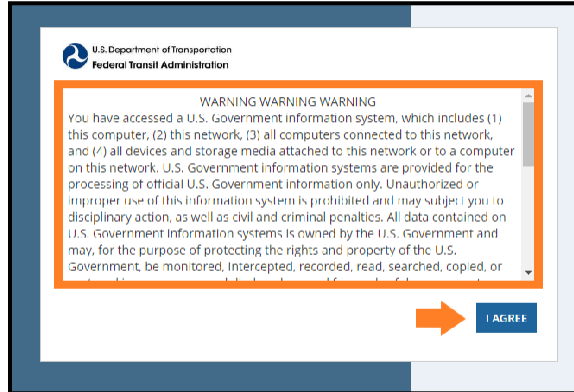 U.S. Department of Transportation
Federal Transit Administration
WARNING WARNING WARNING
You have accessed a U.S. Government information system, which includes (1)
this computer, (2) this network, (3) all computers connected to this network,
and (4) all devices and storage media attached to this network or to a computer
on this network. U.S. Government information systems are provided for the
processing of official U.S. Government information only. Unauthorized or
improper use of this information system is prohibited and may subject you to
disciplinary action, as well as civil and criminal penalties. All data contained on
U.S. Government Information systems is owned by the U.S. Government and
may, for the purpose of protecting the rights and property of the U.S.
Government, be monitored, Intercepted, recorded, read, searched, copied, or
I AGREE